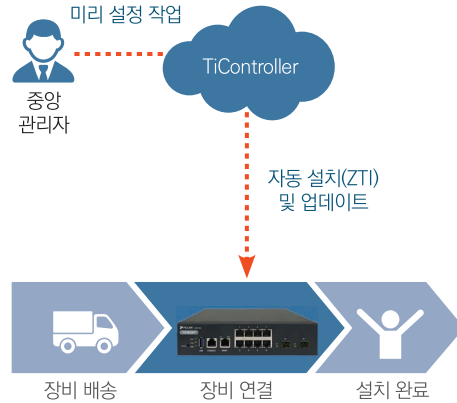 미리 설정 작업
TiController
중앙
관리자
자동 설치(ZTI)
및 업데이트
장비 배송
장비 연결
설치 완료